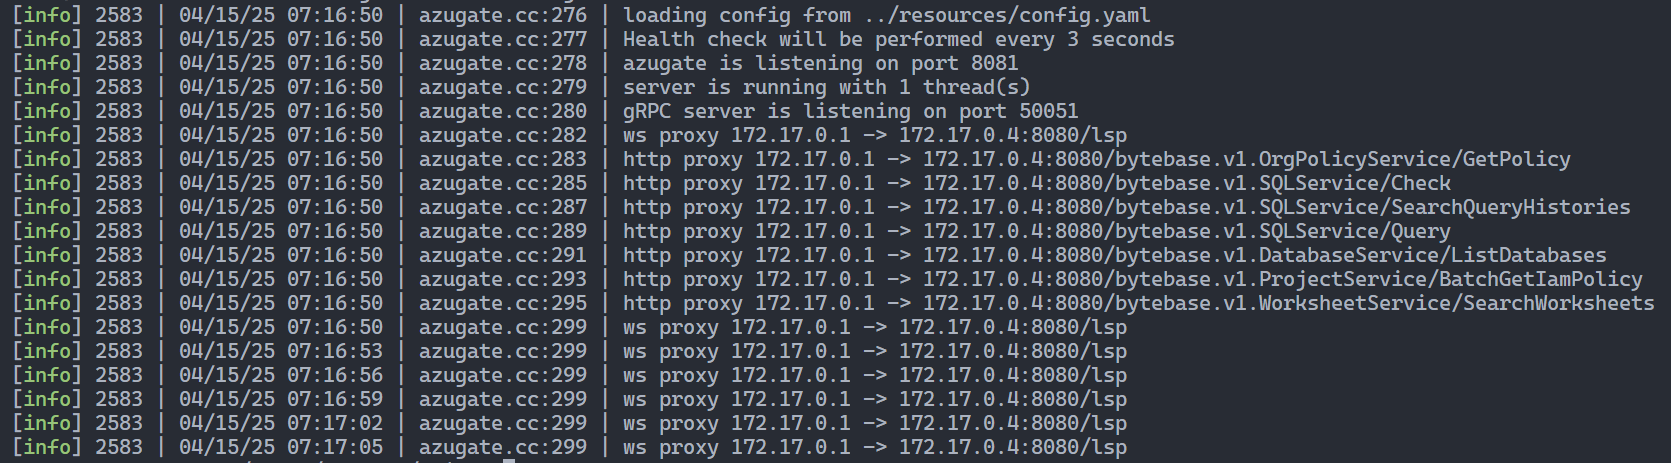 [info] 2583 | 04/15/25 07:16:50 | azugate.cc:276 | loading config from ../resources/config.yaml
[info] 2583 | 04/15/25 07:16:50 | azugate.cc:277 | Health check will be performed every 3 seconds
[info] 2583 | 04/15/25 07:16:50 | azugate.cc:278 | azugate is listening on port 8081
[info] 2583 | 04/15/25 07:16:50 | azugate.cc:279 | server is running with 1 thread(s)
[info] 2583 | 04/15/25 07:16:50 | azugate.cc:280 | gRPC server is listening on port 50051
[info] 2583 | 04/15/25 07:16:50 | azugate.cc:282 | ws proxy 172.17.0.1 -> 172.17.0.4:8080/lsp
[info] 2583 | 04/15/25 07:16:50 | azugate.cc:283 | http proxy 172.17.0.1 -> 172.17.0.4:8080/bytebase.v1.OrgPolicyService/GetPolicy
[info] 2583 | 04/15/25 07:16:50 | azugate.cc:285 | http proxy 172.17.0.1 -> 172.17.0.4:8080/bytebase.v1.SQLService/Check
[info] 2583 | 04/15/25 07:16:50 | azugate.cc:287 | http proxy 172.17.0.1 -> 172.17.0.4:8080/bytebase.v1.SQLService/SearchQueryHistories
[info] 2583 | 04/15/25 07:16:50 | azugate.cc:289 | http proxy 172.17.0.1 -> 172.17.0.4:8080/bytebase.v1.SQLService/Query
[info] 2583 | 04/15/25 07:16:50 | azugate.cc:291 | http proxy 172.17.0.1 -> 172.17.0.4:8080/bytebase.v1.DatabaseService/ListDatabases
[info] 2583 | 04/15/25 07:16:50 | azugate.cc:293 | http proxy 172.17.0.1 -> 172.17.0.4:8080/bytebase.v1.ProjectService/BatchGetIamPolicy
[info] 2583 | 04/15/25 07:16:50 | azugate.cc:295 | http proxy 172.17.0.1 -> 172.17.0.4:8080/bytebase.v1.WorksheetService/SearchWorksheets
[info] 2583 | 04/15/25 07:16:50 | azugate.cc:299 | ws proxy 172.17.0.1 -> 172.17.0.4:8080/lsp
[info] 2583 | 04/15/25 07:16:53 | azugate.cc:299 | ws proxy 172.17.0.1 -> 172.17.0.4:8080/lsp
[info] 2583 | 04/15/25 07:16:56 | azugate.cc:299 | ws proxy 172.17.0.1 -> 172.17.0.4:8080/lsp
[info] 2583 | 04/15/25 07:16:59 | azugate.cc:299 | ws proxy 172.17.0.1 -> 172.17.0.4:8080/lsp
[info] 2583 | 04/15/25 07:17:02 | azugate.cc:299 | ws proxy 172.17.0.1 -> 172.17.0.4:8080/lsp
[info] 2583 | 04/15/25 07:17:05 | azugate.cc:299 | ws proxy 172.17.0.1 -> 172.17.0.4:8080/lsp